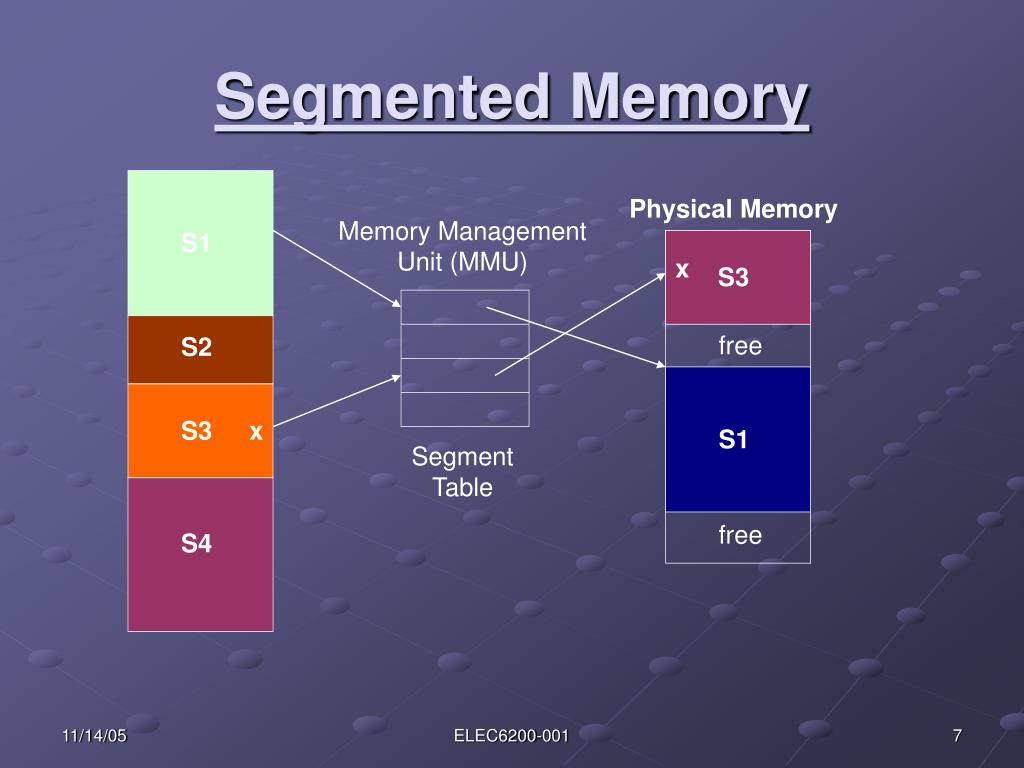 Segmented Memory
S1
S2
S3 x
S4
Memory Management
Unit (MMU)
Segment
Table
Physical Memory
x S3
free
S1
free
11/14/05
ELEC6200-001
7